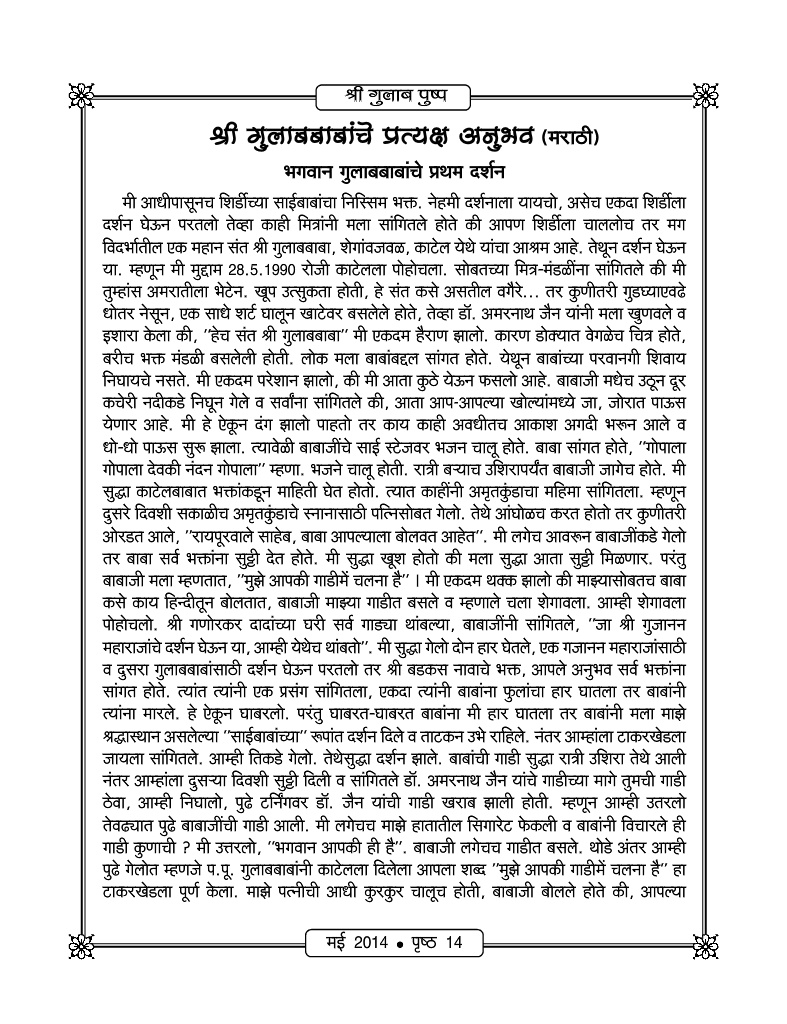 श्री गुलाब पुष्प
श्री गुलाबबाबांचे प्रत्यक्ष अनुभव (मराठी)
भगवान गुलाबबाबांचे प्रथम दर्शन
मी आधीपासूनच शिर्डीच्या साईबाबांचा निस्सिम भक्त. नेहमी दर्शनाला यायचो, असेच एकदा शिर्डीला
दर्शन घेऊन परतलो तेव्हा काही मित्रांनी मला सांगितले होते की आपण शिर्डीला चाललोच तर मग
विदर्भातील एक महान संत श्री गुलाबबाबा, शेगांवजवळ, काटेल येथे यांचा आश्रम आहे. तेथून दर्शन घेऊन
या. म्हणून मी मुद्दाम 28.5.1990 रोजी काटेलला पोहोचला. सोबतच्या मित्र-मंडळींना सांगितले की मी
तुम्हांस अमरातीला भेटेन. खूप उत्सुकता होती, हे संत कसे असतील वगैरे... तर कुणीतरी गुडघ्याएवढे
धोतर नेसून, एक साधे शर्ट घालून खाटेवर बसलेले होते, तेव्हा डॉ. अमरनाथ जैन यांनी मला खुणवले व
इशारा केला की, ''हेच संत श्री गुलाबबाबा'' मी एकदम हैराण झालो. कारण डोक्यात वेगळेच चित्र होते,
बरीच भक्त मंडळी बसलेली होती. लोक मला बाबांबद्दल सांगत होते. येथून बाबांच्या परवानगी शिवाय
निघायचे नसते. मी एकदम परेशान झालो, की मी आता कुठे येऊन फसलो आहे. बाबाजी मधेच उठून दूर
कचेरी नदीकडे निघून गेले व सर्वांना सांगितले की, आता आप-आपल्या खोल्यांमध्ये जा, जोरात पाऊस
येणार आहे. मी हे ऐकून दंग झालो पाहतो तर काय काही अवधीतच आकाश अगदी भरून आले व
धो-धो पाऊस सुरू झाला. त्यावेळी बाबाजींचे साई स्टेजवर भजन चालू होते. बाबा सांगत होते, ''गोपाला
गोपाला देवकी नंदन गोपाला'' म्हणा. भजने चालू होती. रात्री बऱ्याच उशिरापर्यंत बाबाजी जागेच होते. मी
सुद्धा काटेलबाबात भक्तांकडून माहिती घेत होतो. त्यात काहींनी अमृतकुंडाचा महिमा सांगितला. म्हणून
दुसरे दिवशी सकाळीच अमृतकुंडाचे स्नानासाठी पत्निसोबत गेलो. तेथे आंघोळच करत होतो तर कुणीतरी
ओरडत आले, ''रायपूरवाले साहेब, बाबा आपल्याला बोलवत आहेत''. मी लगेच आवरून बाबाजींकडे गेलो
तर बाबा सर्व भक्तांना सुट्टी देत होते. मी सुद्धा खूश होतो की मला सुद्धा आता सुट्टी मिळणार. परंतु
बाबाजी मला म्हणतात, ''मुझे आपकी गाडीमें चलना है'' । मी एकदम थक्क झालो की माझ्यासोबतच बाबा
कसे काय हिन्दीतून बोलतात, बाबाजी माझ्या गाडीत बसले व म्हणाले चला शेगावला. आम्ही शेगावला
पोहोचलो. श्री गणोरकर दादांच्या घरी सर्व गाड्या थांबल्या, बाबाजींनी सांगितले, ''जा श्री गुजानन
महाराजांचे दर्शन घेऊन या, आम्ही येथेच थांबतो''. मी सुद्धा गेलो दोन हार घेतले, एक गजानन महाराजांसाठी
व दुसरा गुलाबबाबांसाठी दर्शन घेऊन परतलो तर श्री बडकस नावाचे भक्त, आपले अनुभव सर्व भक्तांना
सांगत होते. त्यांत त्यांनी एक प्रसंग सांगितला, एकदा त्यांनी बाबांना फुलांचा हार घातला तर बाबांनी
त्यांना मारले. हे ऐकून घाबरलो. परंतु घाबरत-घाबरत बाबांना मी हार घातला तर बाबांनी मला माझे
श्रद्धास्थान असलेल्या ''साईबाबांच्या'' रूपांत दर्शन दिले व ताटकन उभे राहिले. नंतर आम्हांला टाकरखेडला
जायला सांगितले. आम्ही तिकडे गेलो. तेथेसुद्धा दर्शन झाले. बाबांची गाडी सुद्धा रात्री उशिरा तेथे आली
नंतर आम्हांला दुसऱ्या दिवशी सुट्टी दिली व सांगितले डॉ. अमरनाथ जैन यांचे गाडीच्या मागे तुमची गाडी
ठेवा, आम्ही निघालो, पुढे टर्निंगवर डॉ. जैन यांची गाडी खराब झाली होती. म्हणून आम्ही उतरलो
तेवढ्यात पुढे बाबाजींची गाडी आली. मी लगेचच माझे हातातील सिगारेट फेकली व बाबांनी विचारले ही
गाडी कुणाची ? मी उत्तरलो, ''भगवान आपकी ही है''. बाबाजी लगेचच गाडीत बसले. थोडे अंतर आम्ही
पुढे गेलोत म्हणजे प.पू. गुलाबबाबांनी काटेलला दिलेला आपला शब्द ''मुझे आपकी गाडीमें चलना है'' हा
टाकरखेडला पूर्ण केला. माझे पत्नीची आधी कुरकुर चालूच होती, बाबाजी बोलले होते की, आपल्या
मई 2014 ● पृष्ठ 14